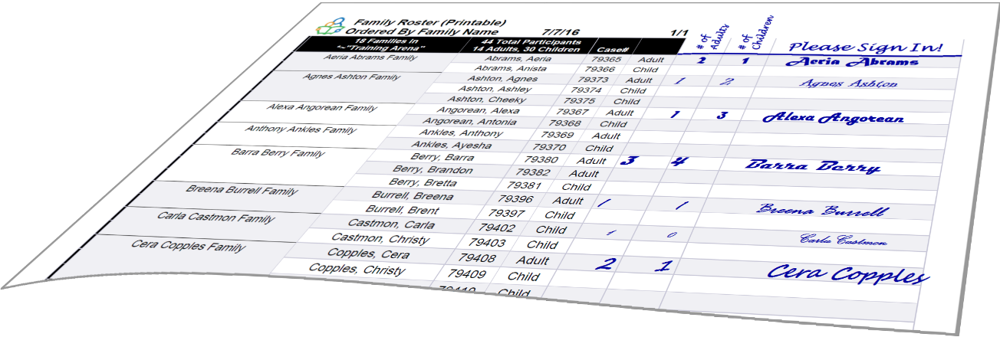 Family Roster (Printable)
Ordered By Family Name 7/7/16 1/1
# of Adults # of Children Please Sign In!
18 Families in 44 Total Participants
"Training Arena" 14 Adults, 30 Children Case#
Aeria Abrams Family Abrams, Aeria 79365 Adult 2 1 Aeria Abrams
Abrams, Anista 79366 Child
Agnes Ashton Family Ashton, Agnes 79373 Adult 1 2 Agnes Ashton
Ashton, Ashley 79374 Child
Ashton, Cheeky 79375 Child
Alexa Angorean Family Angorean, Alexa 79367 Adult 1 3 Alexa Angorean
Angorean, Antonia 79368 Child
Anthony Ankles Family Ankles, Anthony 79369 Adult
Ankles, Ayesha 79370 Child
Barra Berry Family Berry, Barra 79380 Adult 3 4 Barra Berry
Berry, Brandon 79382 Adult
Berry, Bretta 79381 Child
Breena Burrell Family Burrell, Breena 79396 Adult 1 1 Breena Burrell
Burrell, Brent 79397 Child
Carla Castmon Family Castmon, Carla 79402 Child 1 0 Carla Castmon
Castmon, Christy 79403 Child
Cera Copples Family Copples, Cera 79408 Adult 2 1 Cera Copples
Copples, Christy 79409 Child
Child